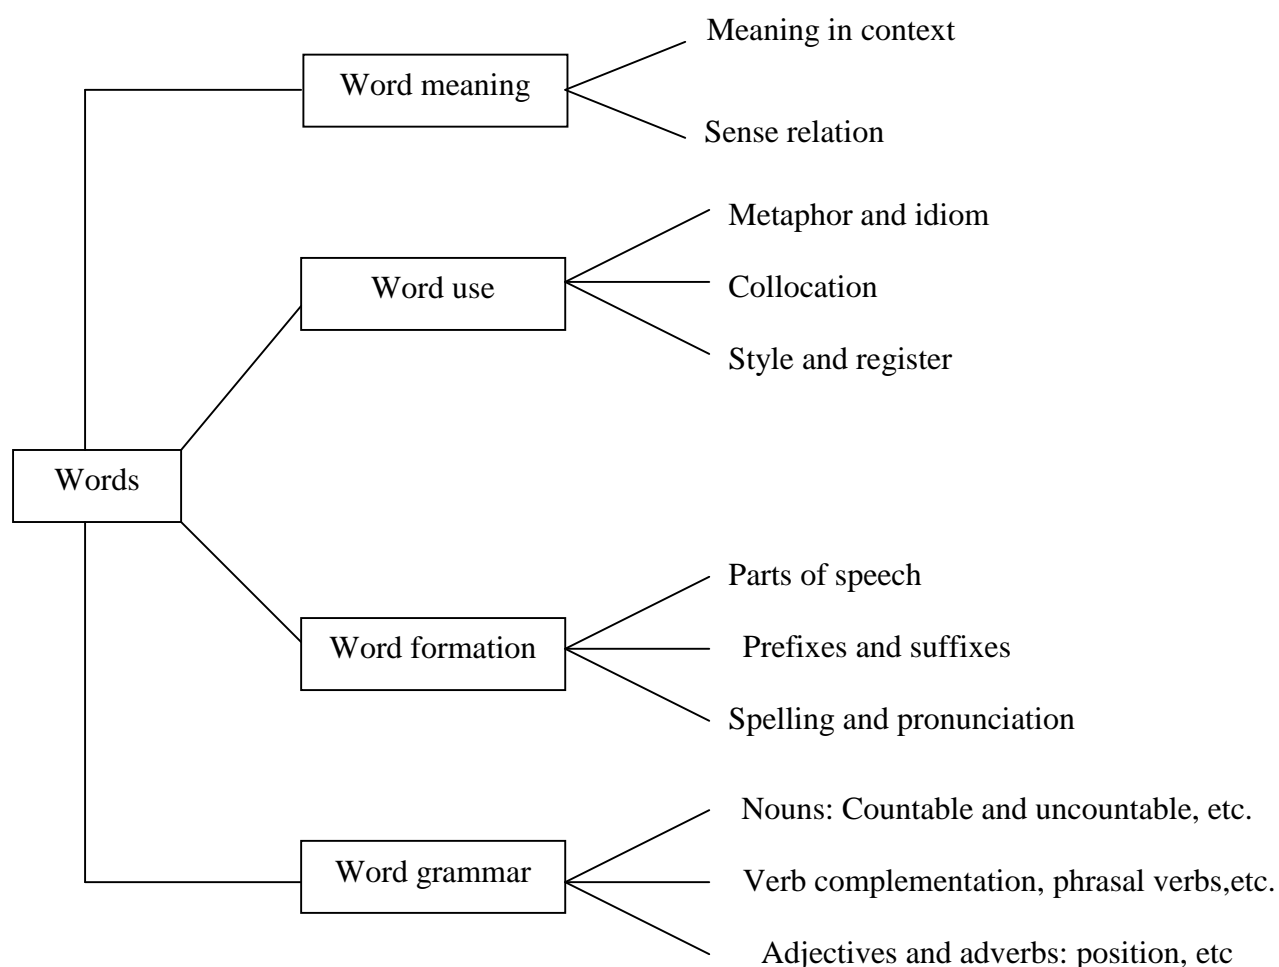 Meaning in context
Word meaning
Sense relation
Metaphor and idiom
Word use
Collocation
Style and register
Words
Parts of speech
Word formation
Prefixes and suffixes
Spelling and pronunciation
Nouns: Countable and uncountable, etc.
Word grammar
Verb complementation, phrasal verbs,etc.
Adjectives and adverbs: position, etc